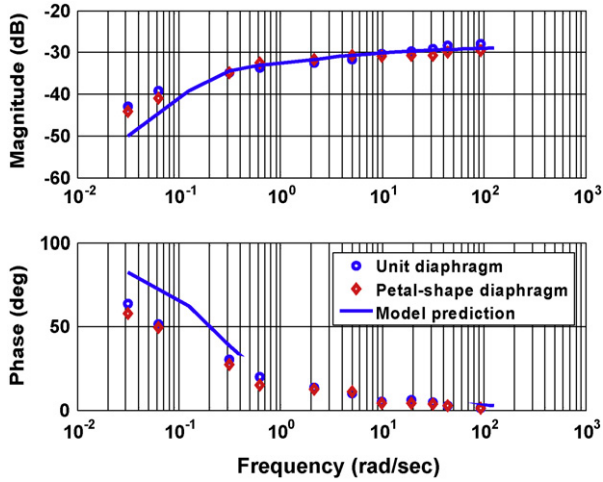 -20
-30
-40
-50
-60
Magnitude (dB)
10^-2 10^-1 10^0 10^1 10^2 10^3
100
50
0
Phase (deg)
Unit diaphragm
Petal-shape diaphragm
Model prediction
10^-2 10^-1 10^0 10^1 10^2 10^3
Frequency (rad/sec)